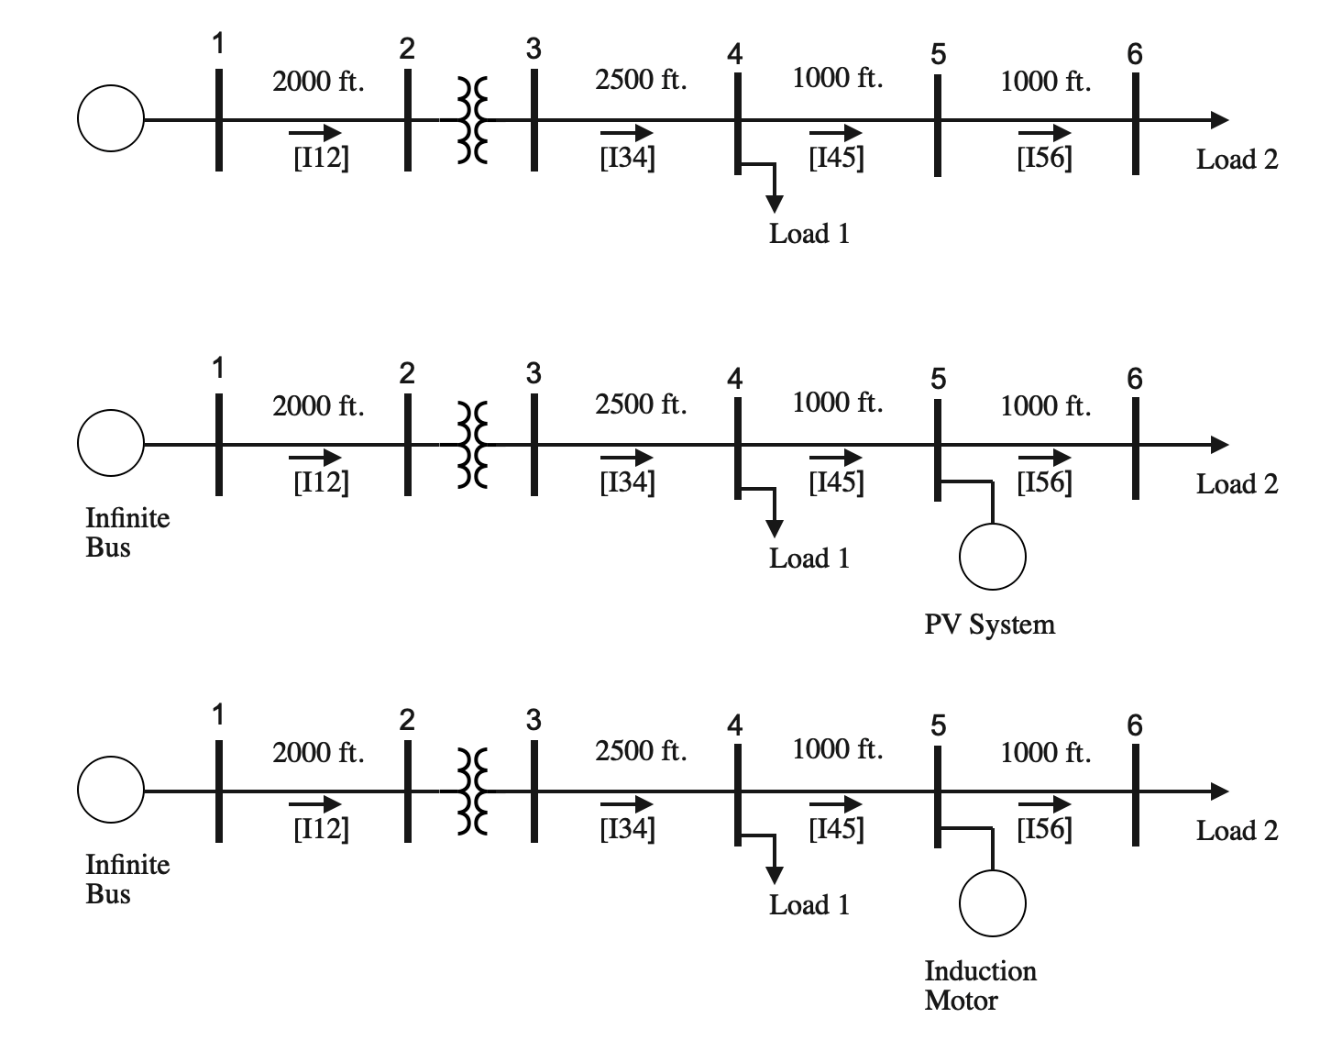 1 2 3 4 5 6
2000 ft. 2500 ft. 1000 ft. 1000 ft.
[I12] [I34] [I45] [I56] Load 2
Load 1
1 2 3 4 5 6
2000 ft. 2500 ft. 1000 ft. 1000 ft.
[I12] [I34] [I45] [I56] Load 2
Infinite
Bus
Load 1
PV System
1 2 3 4 5 6
2000 ft. 2500 ft. 1000 ft. 1000 ft.
[I12] [I34] [I45] [I56] Load 2
Infinite
Bus
Load 1
Induction
Motor